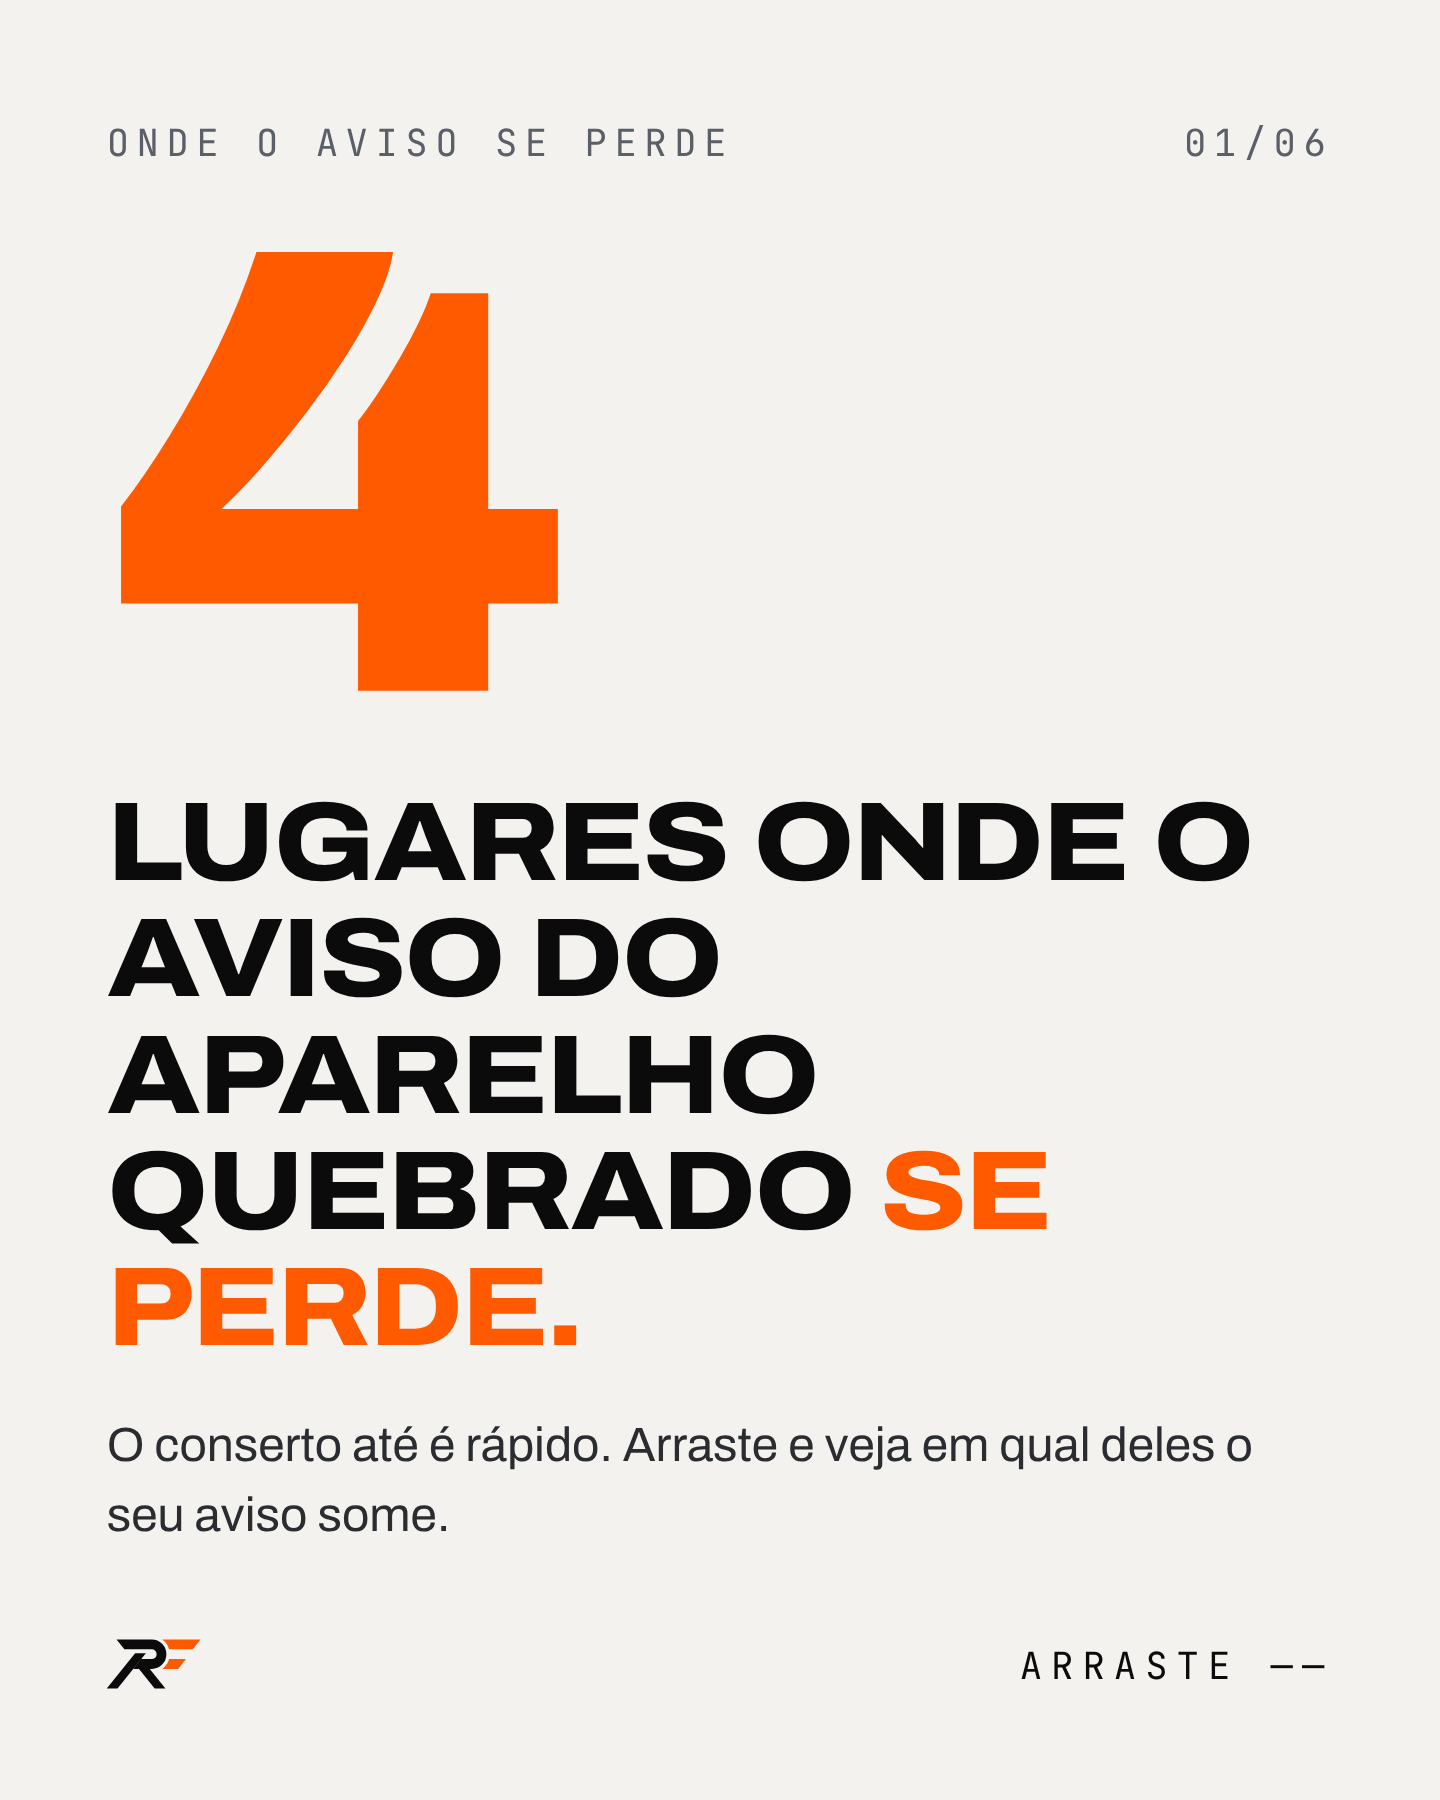 ONDE O AVISO SE PERDE 01/06
4
LUGARES ONDE O
AVISO DO
APARELHO
QUEBRADO SE
PERDE.
O conserto até é rápido. Arraste e veja em qual deles o
seu aviso some.
RF
ARRASTE ——